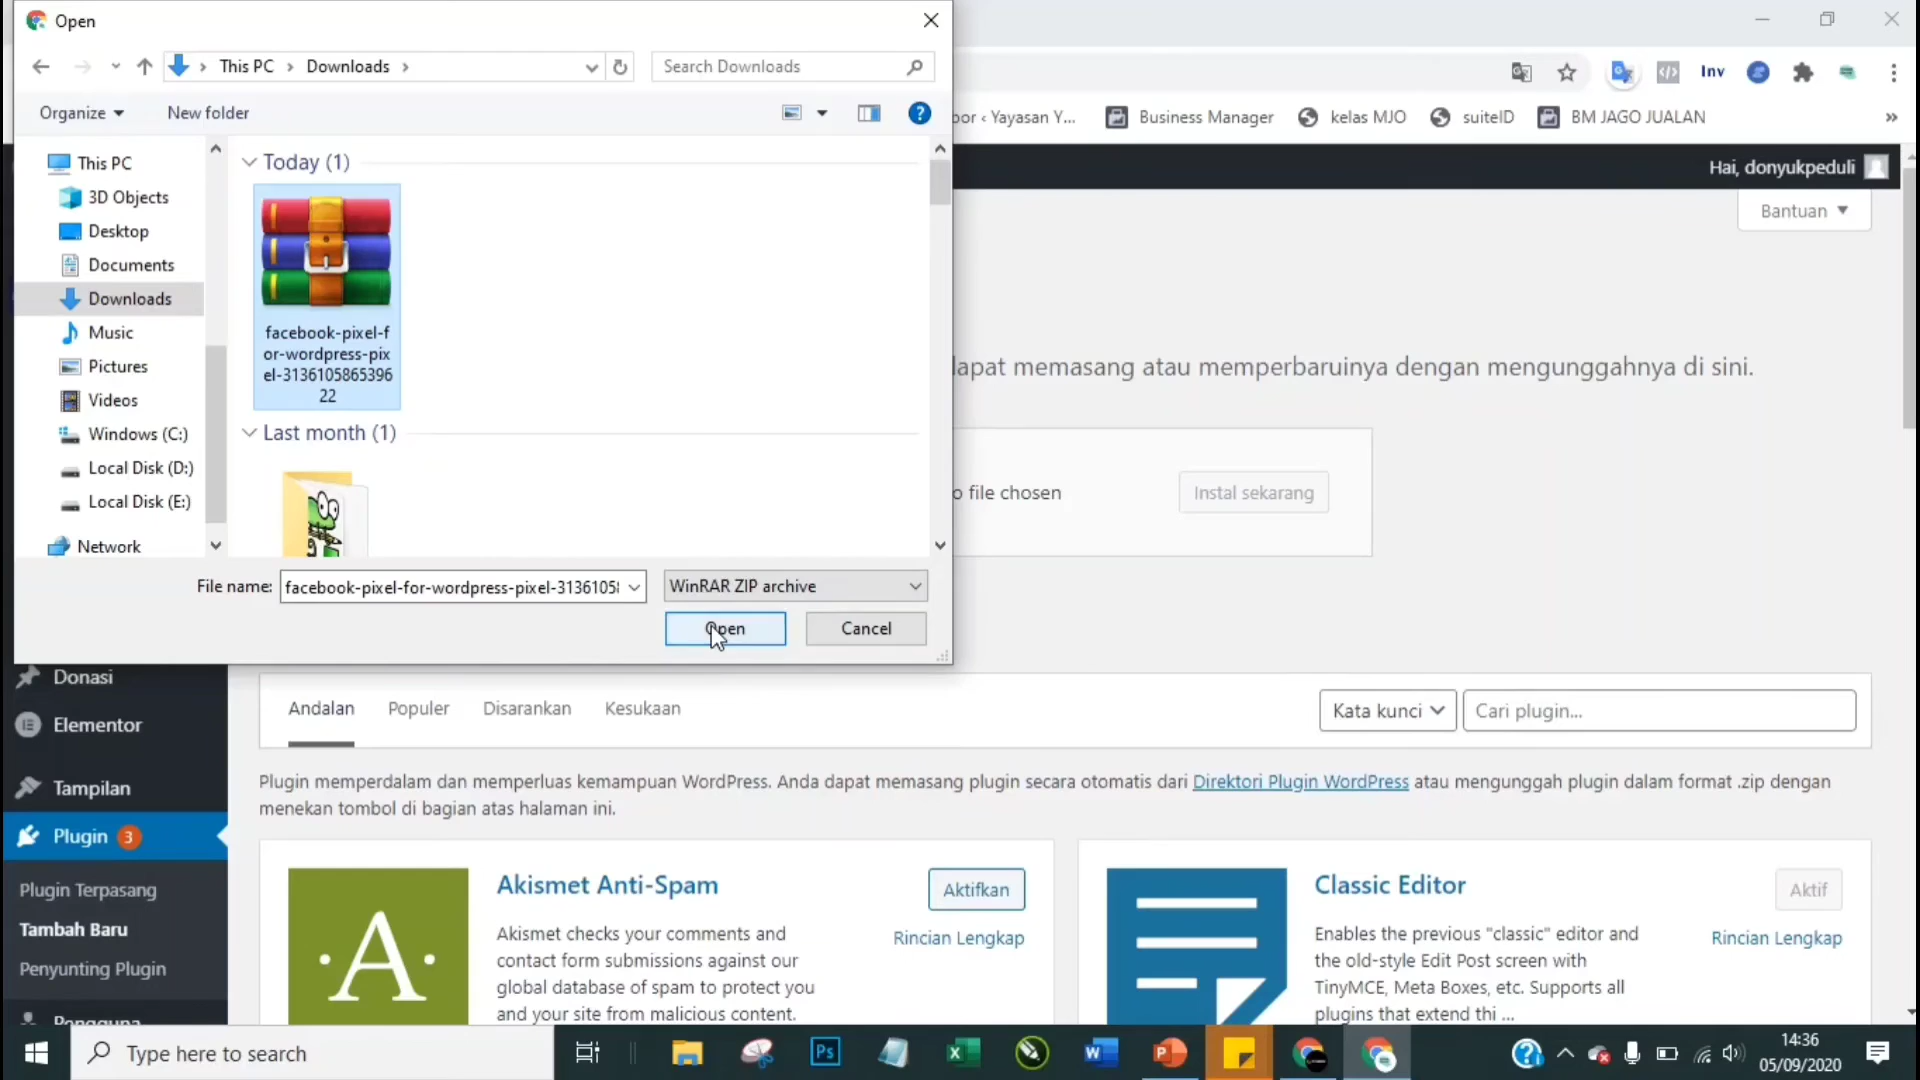 Open
This PC
Downloads
Search Downloads
Organize
New folder
This PC
3D Objects
Desktop
Documents
Downloads
Music
Pictures
Videos
Windows (C:)
Local Disk (D:)
Local Disk (E:)
Network
Today (1)
facebook-pixel-f
or-wordpress-pix
el-3136105865396
22
Last month (1)
File name:
facebook-pixel-for-wordpress-pixel-3136105
WinRAR ZIP archive
Open
Cancel
Inv
Yayasan Y...
Business Manager
kelas MJO
suiteID
BM JAGO JUALAN
Hai, donyukpeduli
Bantuan
dapat memasang atau memperbaruinya dengan mengunggahnya di sini.
file chosen
Instal sekarang
Donasi
Elementor
Tampilan
Plugin 3
Plugin Terpasang
Tambah Baru
Penyunting Plugin
Pengguna
Andalan
Populer
Disarankan
Kesukaan
Kata kunci
Cari plugin...
Plugin memperdalam dan memperluas kemampuan WordPress. Anda dapat memasang plugin secara otomatis dari Direktori Plugin WordPress atau mengunggah plugin dalam format .zip dengan
menekan tombol di bagian atas halaman ini.
A
Akismet Anti-Spam
Aktifkan
Rincian Lengkap
Akismet checks your comments and
contact form submissions against our
global database of spam to protect you
and your site from malicious content.
Classic Editor
Aktif
Rincian Lengkap
Enables the previous "classic" editor and
the old-style Edit Post screen with
TinyMCE, Meta Boxes, etc. Supports all
plugins that extend thi ...
Type here to search
Ps
14:36
05/09/2020